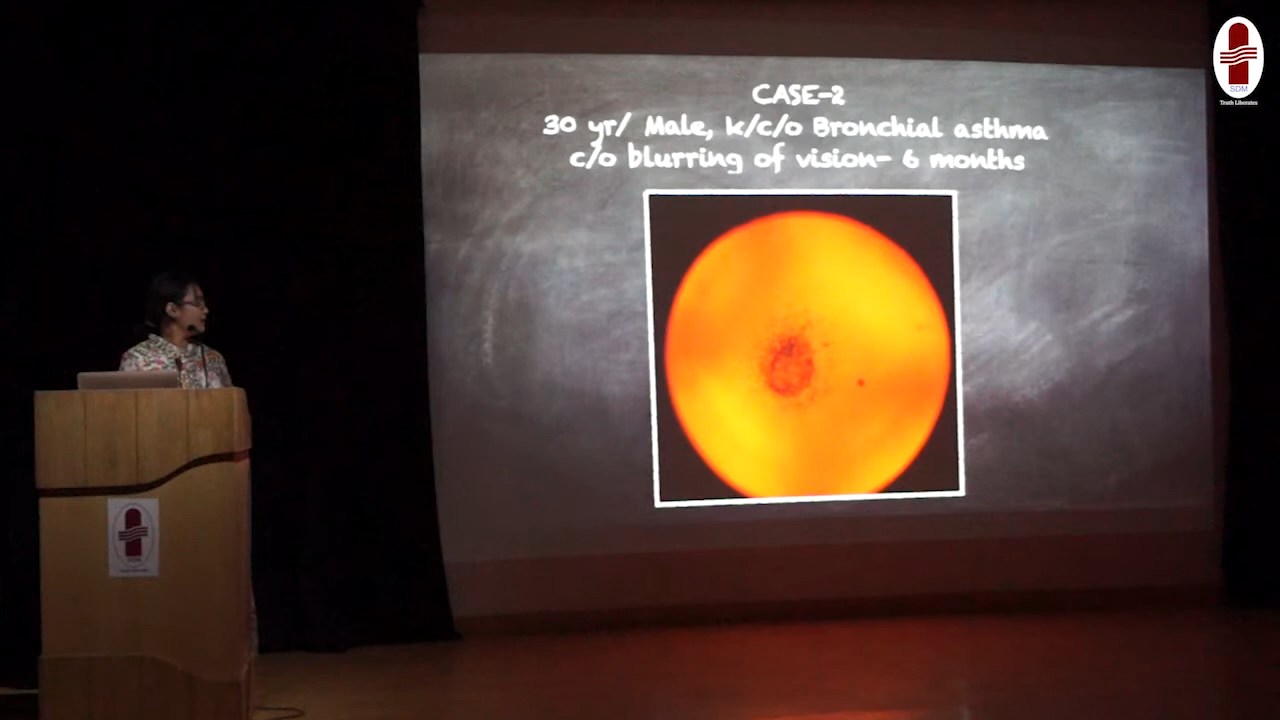 CASE-2
30 yr/ Male, k/c/o Bronchial asthma
c/o blurring of vision- 6 months
SDM
Truth Liberates